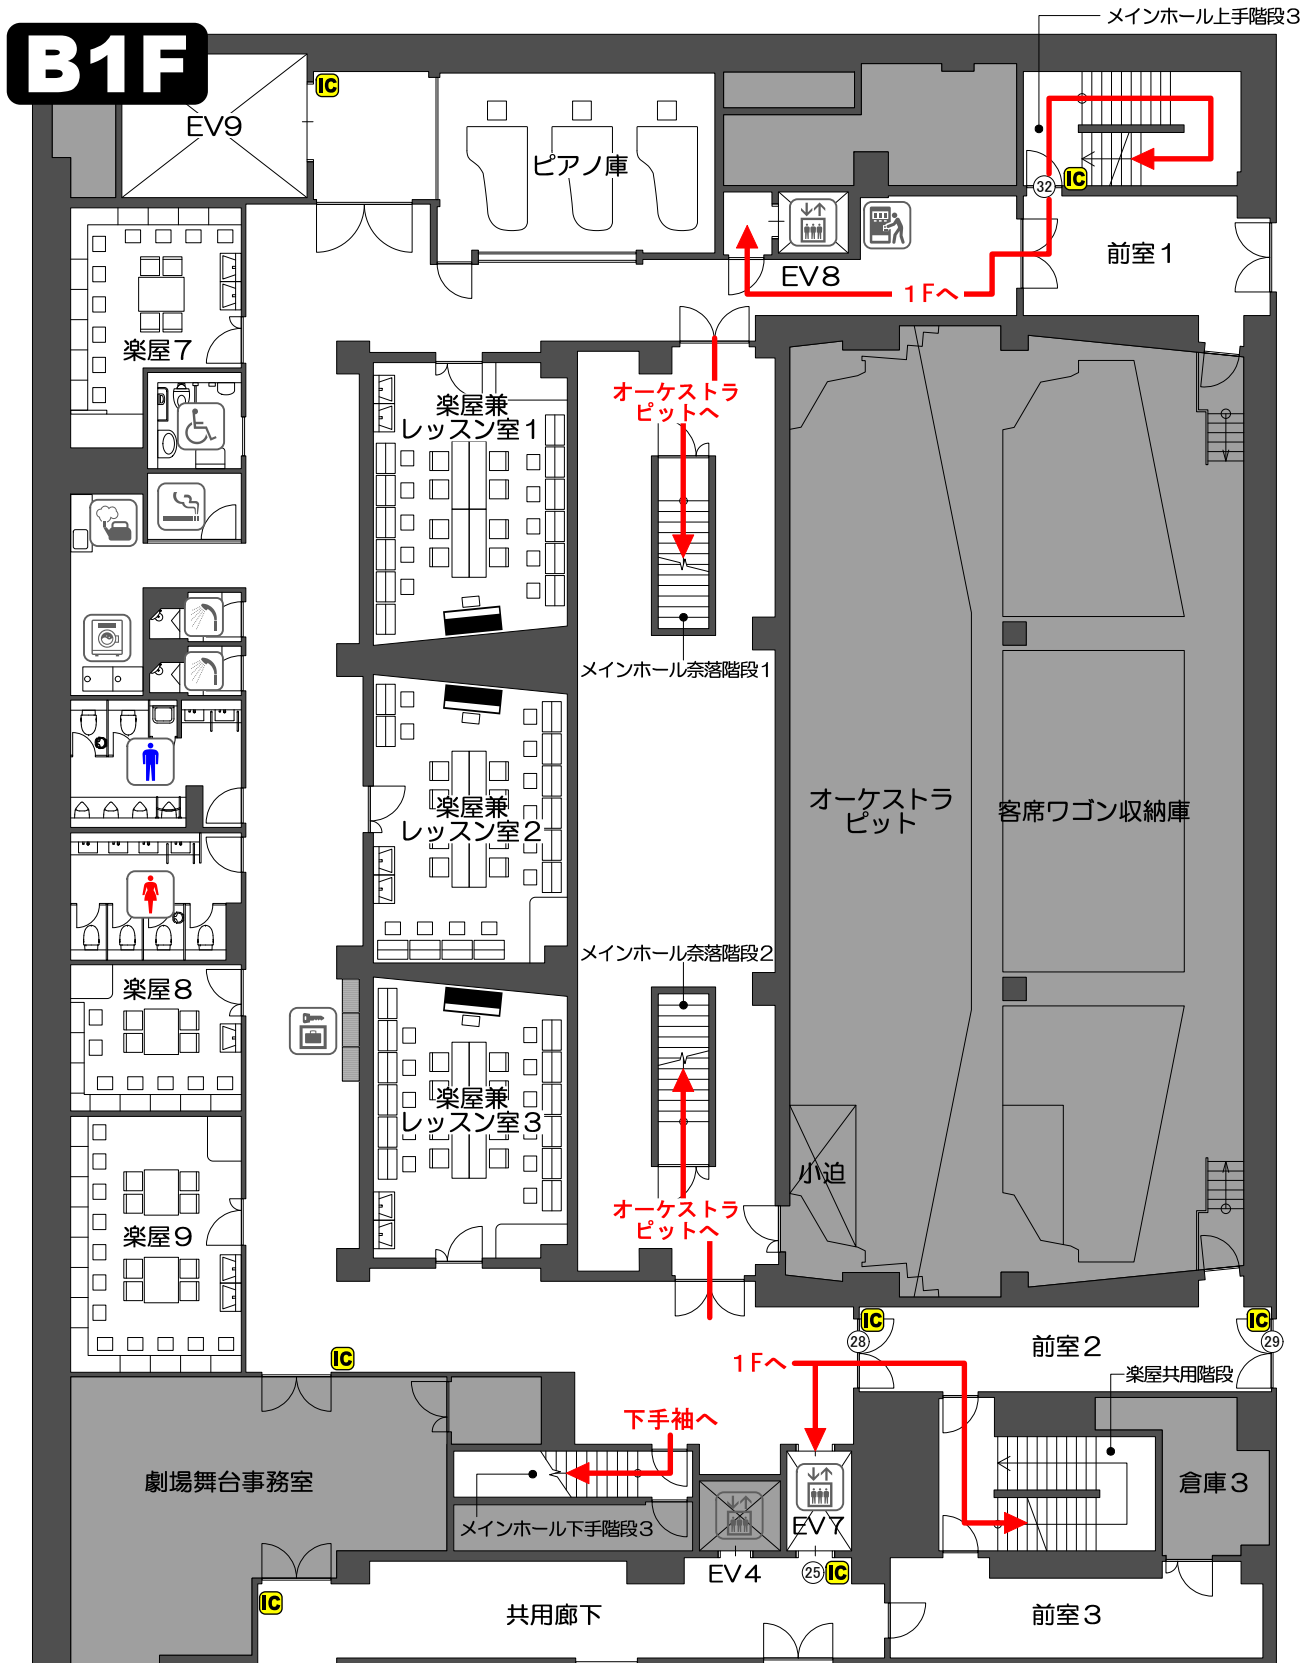 メインホール上手階段3
B1F
IC
EV9
ピアノ庫
32
IC
前室1
EV8
1Fへ
楽屋7
オーケストラ
ピットへ
楽屋兼
レッスン室1
メインホール奈落階段1
オーケストラ
ピット
客席ワゴン収納庫
楽屋兼
レッスン室2
メインホール奈落階段2
楽屋8
楽屋兼
レッスン室3
小迫
オーケストラ
ピットへ
楽屋9
IC
28
IC
29
前室2
IC
1Fへ
楽屋共用階段
下手袖へ
劇場舞台事務室
倉庫3
メインホール下手階段3
EV7
EV4
25
IC
IC
共用廊下
前室3